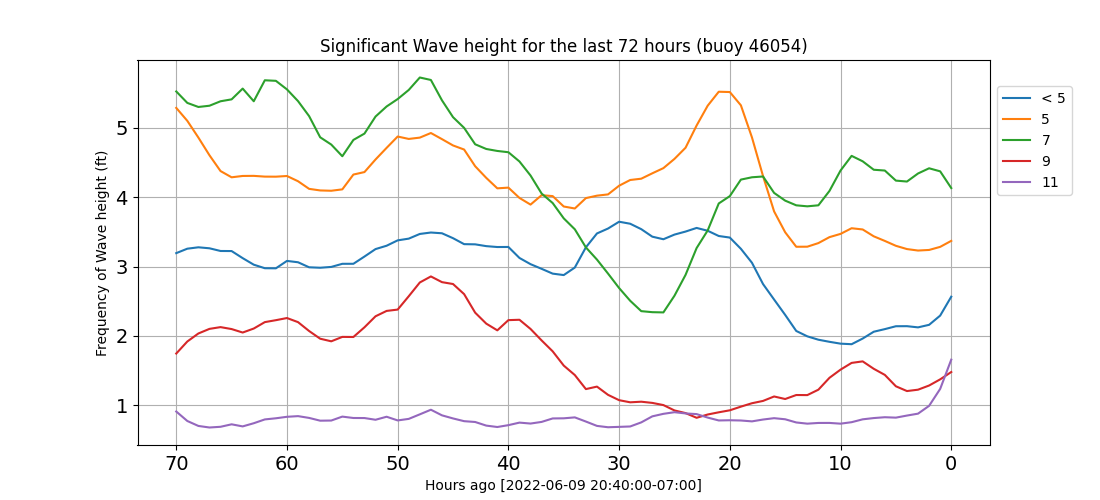 Significant Wave height for the last 72 hours (buoy 46054)
Frequency of Wave height (ft)
5
4
3
2
1
70 60 50 40 30 20 10 0
Hours ago [2022-06-09 20:40:00-07:00]
< 5
5
7
9
11